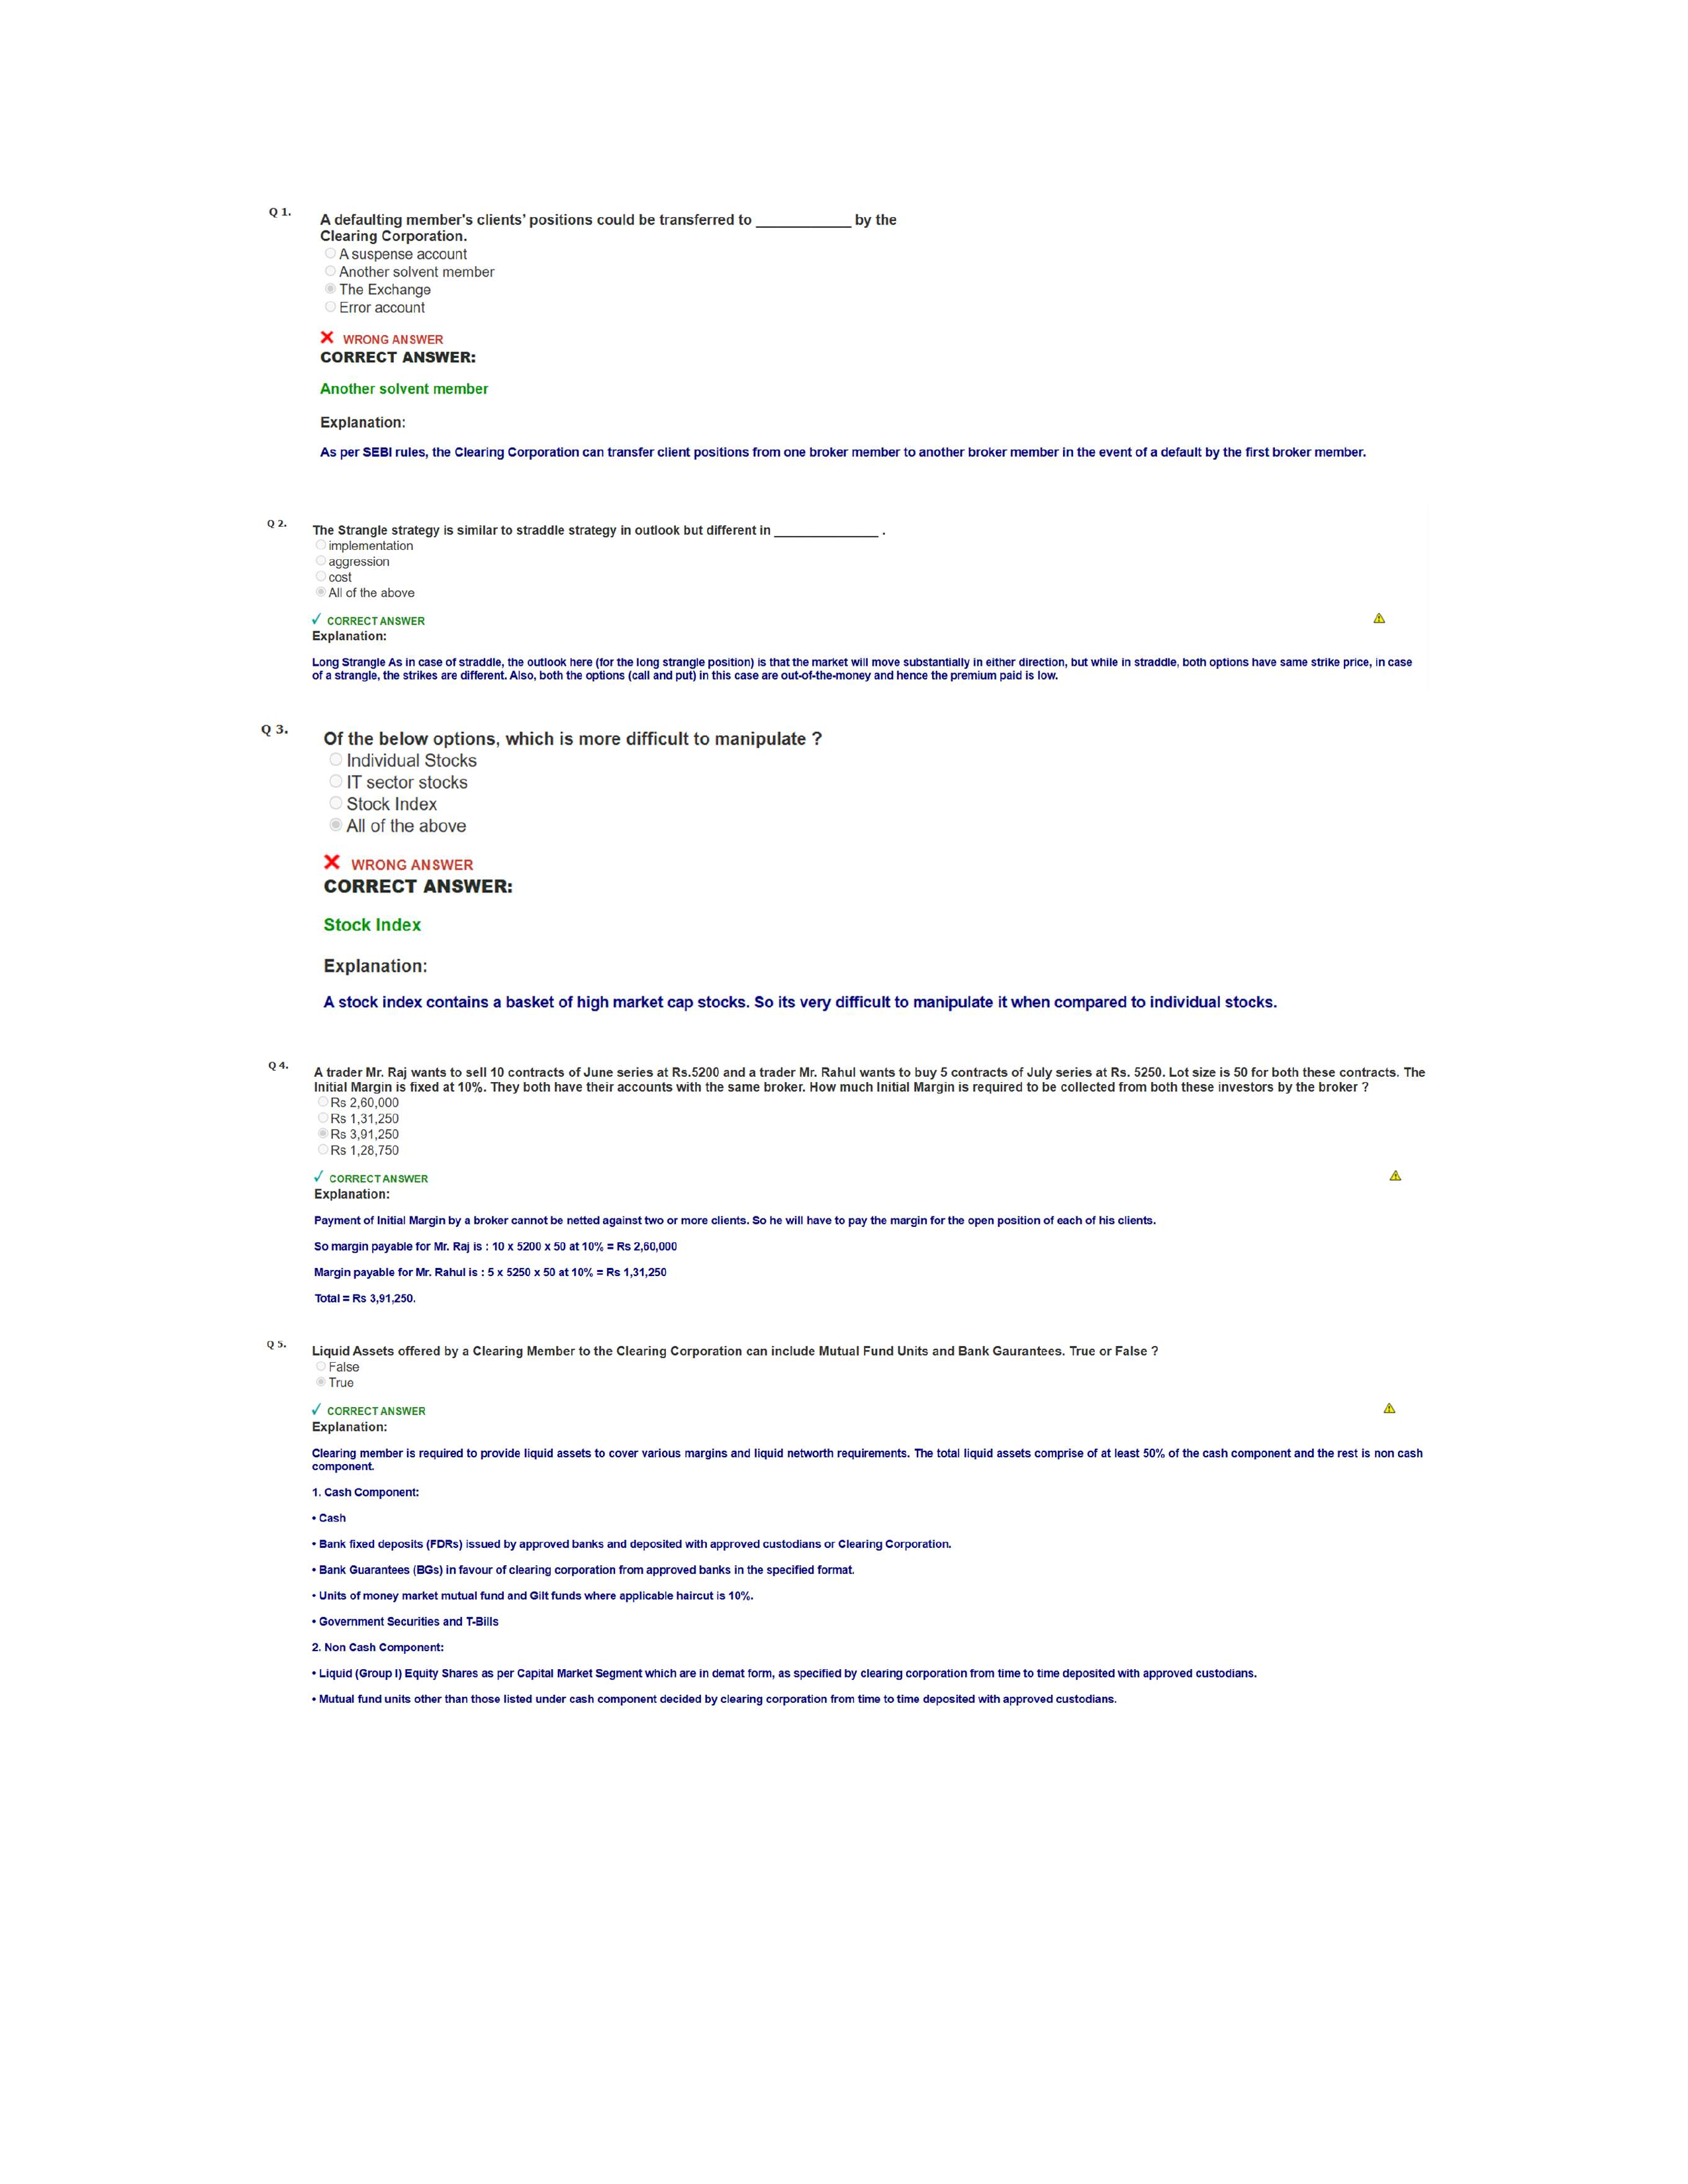 Q 1.
A defaulting member's clients’ positions could be transferred to ____________ by the
Clearing Corporation.
A suspense account
Another solvent member
The Exchange
Error account
WRONG ANSWER
CORRECT ANSWER:
Another solvent member
Explanation:
As per SEBI rules, the Clearing Corporation can transfer client positions from one broker member to another broker member in the event of a default by the first broker member.
Q 2.
The Strangle strategy is similar to straddle strategy in outlook but different in _______________ .
implementation
aggression
cost
All of the above
✓ CORRECT ANSWER
Explanation:
Long Strangle As in case of straddle, the outlook here (for the long strangle position) is that the market will move substantially in either direction, but while in straddle, both options have same strike price, in case
of a strangle, the strikes are different. Also, both the options (call and put) in this case are out-of-the-money and hence the premium paid is low.
Q 3.
Of the below options, which is more difficult to manipulate ?
Individual Stocks
IT sector stocks
Stock Index
All of the above
WRONG ANSWER
CORRECT ANSWER:
Stock Index
Explanation:
A stock index contains a basket of high market cap stocks. So its very difficult to manipulate it when compared to individual stocks.
Q 4.
A trader Mr. Raj wants to sell 10 contracts of June series at Rs.5200 and a trader Mr. Rahul wants to buy 5 contracts of July series at Rs. 5250. Lot size is 50 for both these contracts. The
Initial Margin is fixed at 10%. They both have their accounts with the same broker. How much Initial Margin is required to be collected from both these investors by the broker ?
Rs 2,60,000
Rs 1,31,250
Rs 3,91,250
Rs 1,28,750
✓ CORRECT ANSWER
Explanation:
Payment of Initial Margin by a broker cannot be netted against two or more clients. So he will have to pay the margin for the open position of each of his clients.
So margin payable for Mr. Raj is : 10 x 5200 x 50 at 10% = Rs 2,60,000
Margin payable for Mr. Rahul is : 5 x 5250 x 50 at 10% = Rs 1,31,250
Total = Rs 3,91,250.
Q 5.
Liquid Assets offered by a Clearing Member to the Clearing Corporation can include Mutual Fund Units and Bank Gaurantees. True or False ?
False
True
✓ CORRECT ANSWER
Explanation:
Clearing member is required to provide liquid assets to cover various margins and liquid networth requirements. The total liquid assets comprise of at least 50% of the cash component and the rest is non cash
component.
1. Cash Component:
• Cash
• Bank fixed deposits (FDRs) issued by approved banks and deposited with approved custodians or Clearing Corporation.
• Bank Guarantees (BGs) in favour of clearing corporation from approved banks in the specified format.
• Units of money market mutual fund and Gilt funds where applicable haircut is 10%.
• Government Securities and T-Bills
2. Non Cash Component:
• Liquid (Group I) Equity Shares as per Capital Market Segment which are in demat form, as specified by clearing corporation from time to time deposited with approved custodians.
• Mutual fund units other than those listed under cash component decided by clearing corporation from time to time deposited with approved custodians.